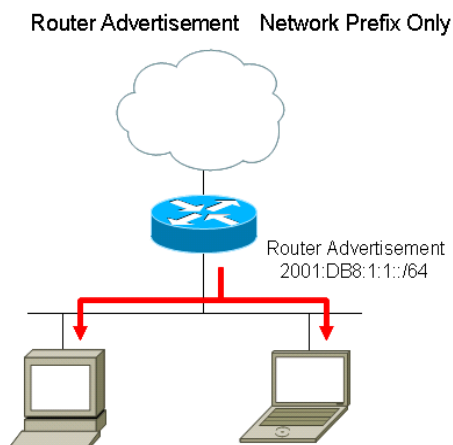 Router Advertisement Network Prefix Only
Router Advertisement
2001:DB8:1:1::/64